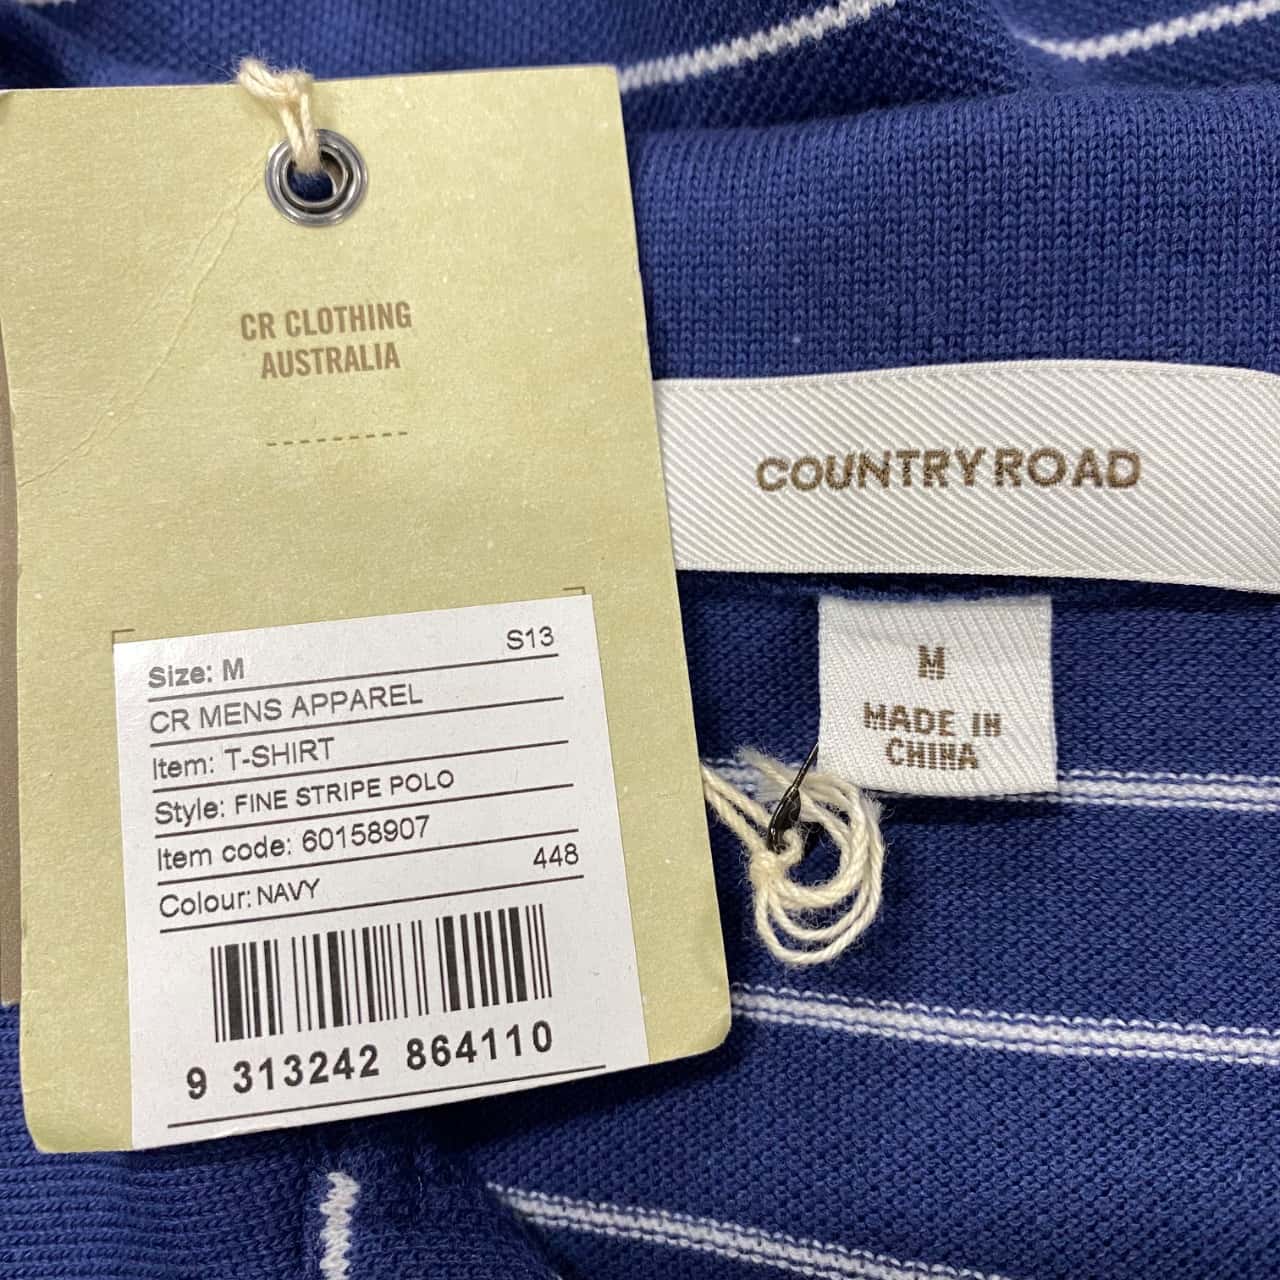 CR CLOTHING
AUSTRALIA
---------
Size: M S13
CR MENS APPAREL
Item: T-SHIRT
Style: FINE STRIPE POLO
Item code: 60158907
Colour: NAVY 448
9 313242 864110
COUNTRY ROAD
M
MADE IN
CHINA